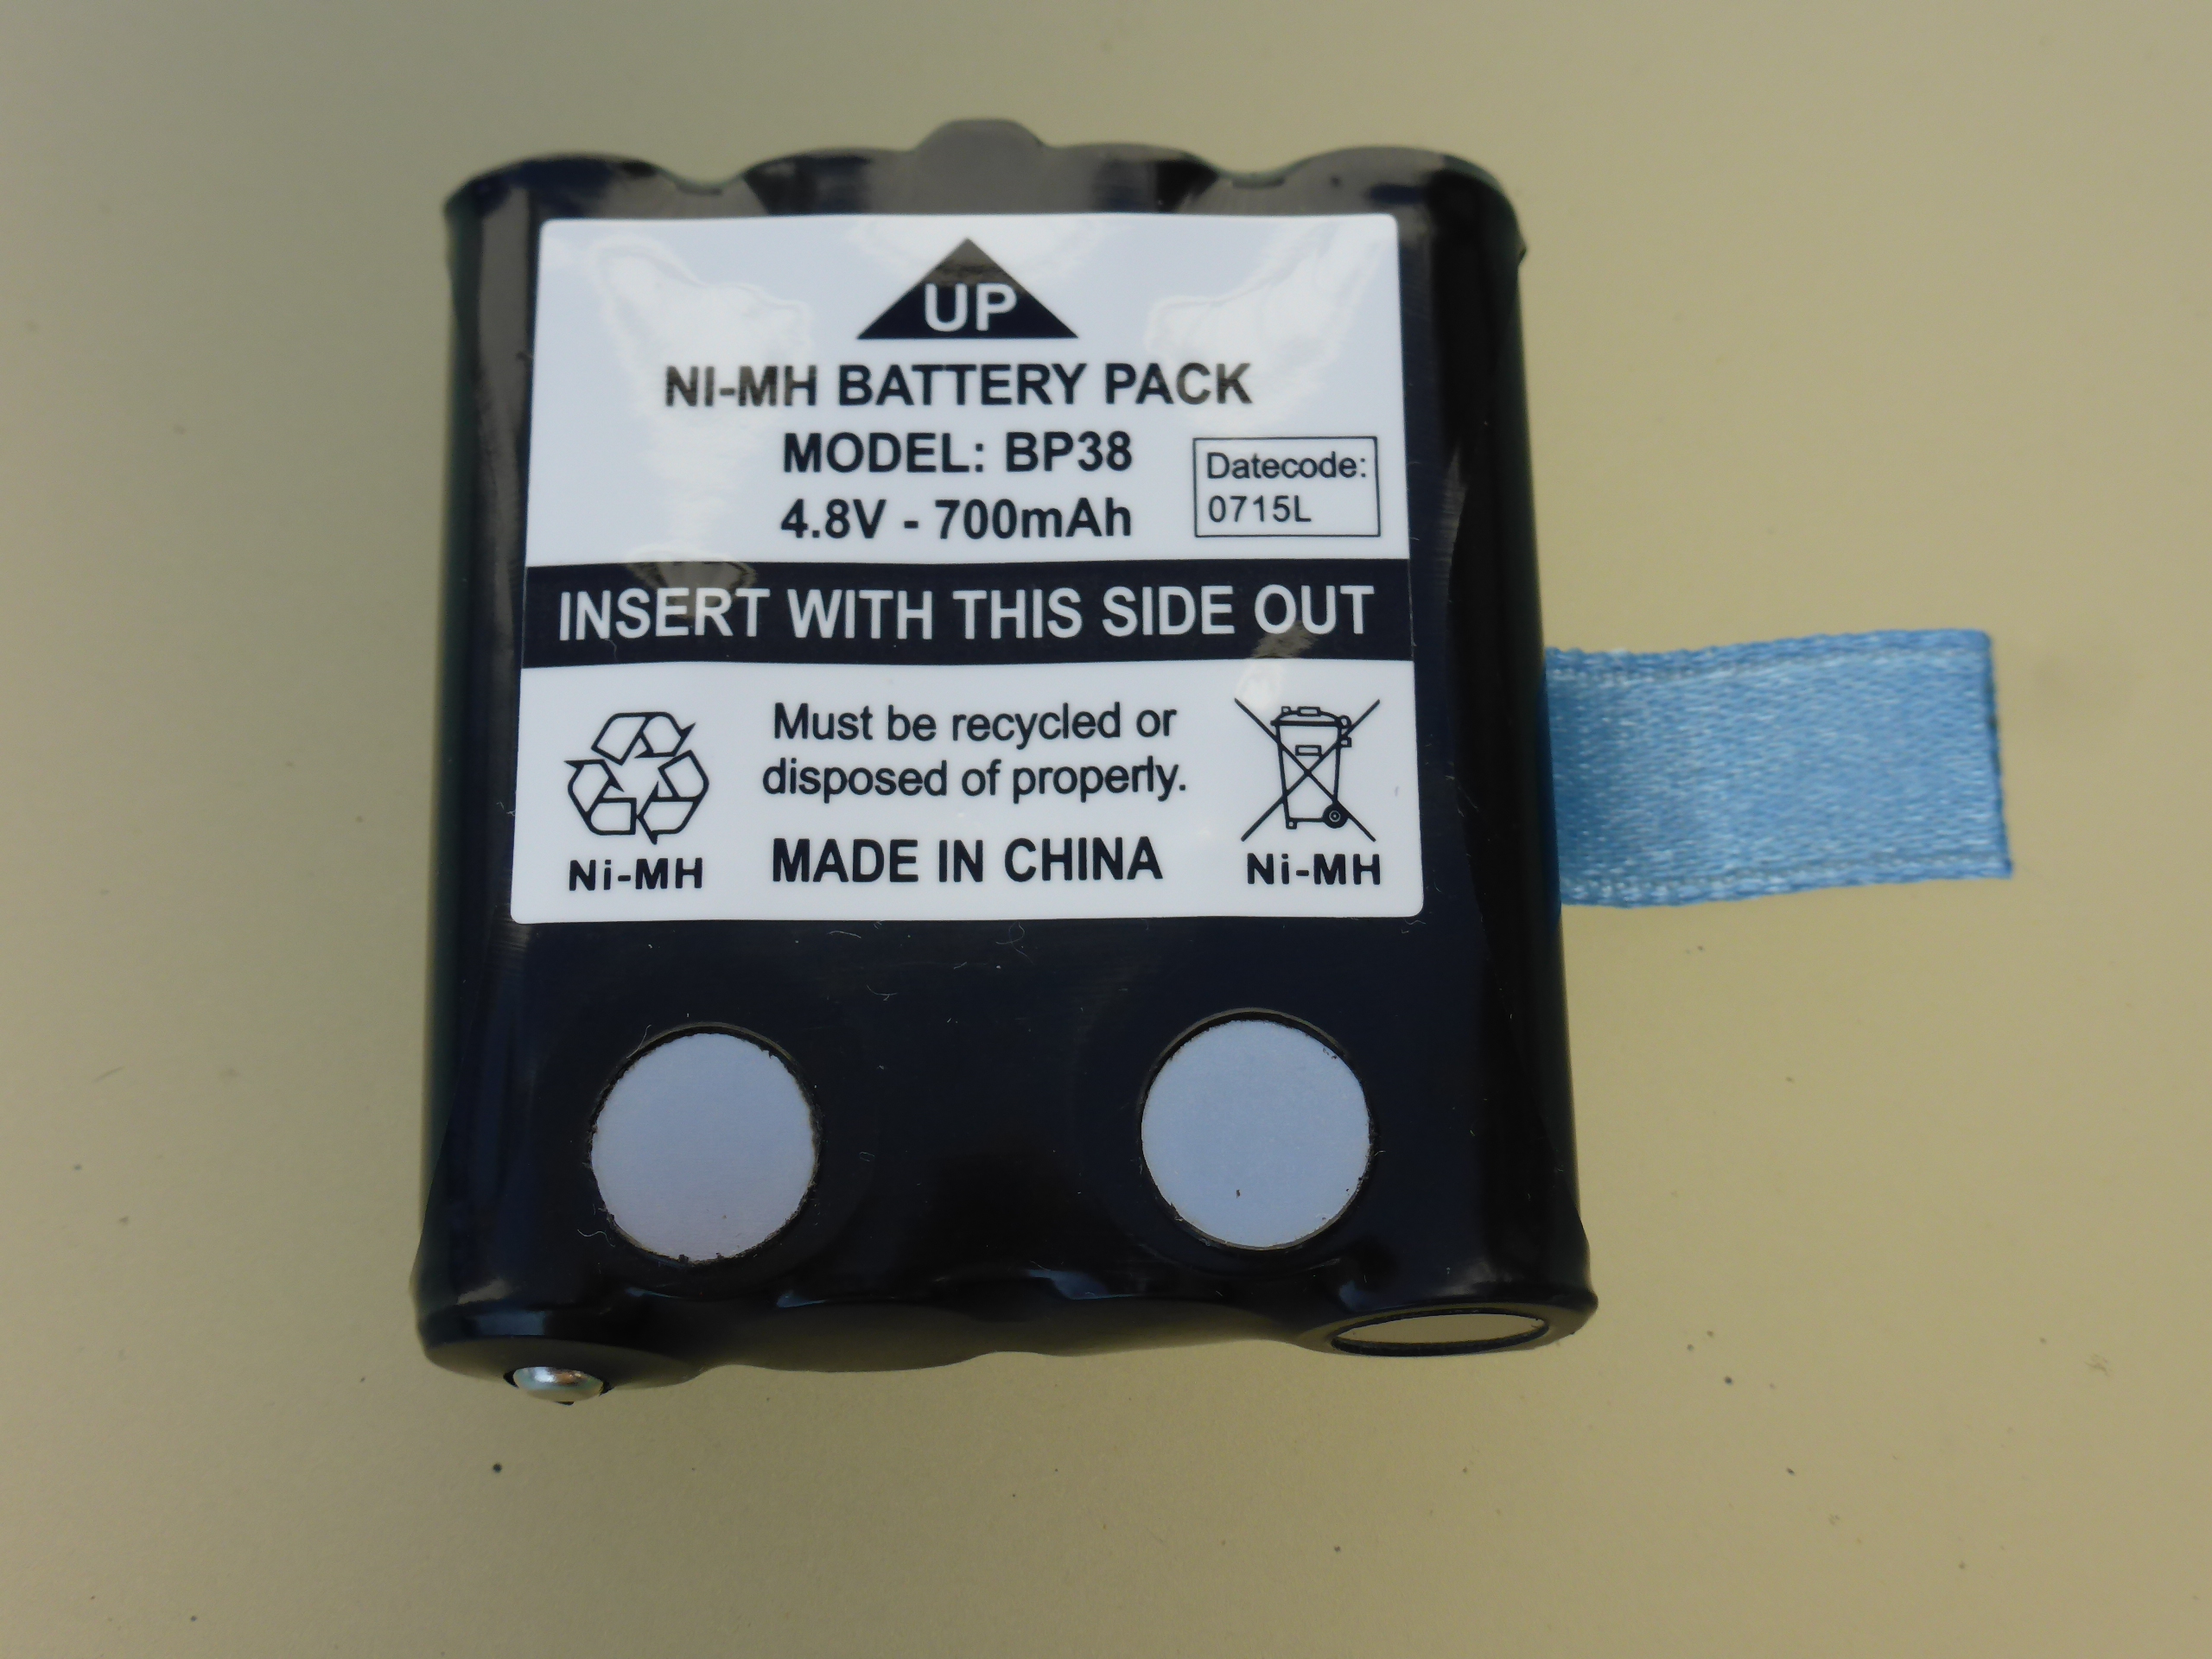 UP
NI-MH BATTERY PACK
MODEL: BP38
4.8V - 700mAh
Datecode:
0715L
INSERT WITH THIS SIDE OUT
Must be recycled or
disposed of properly.
MADE IN CHINA
Ni-MH
Ni-MH